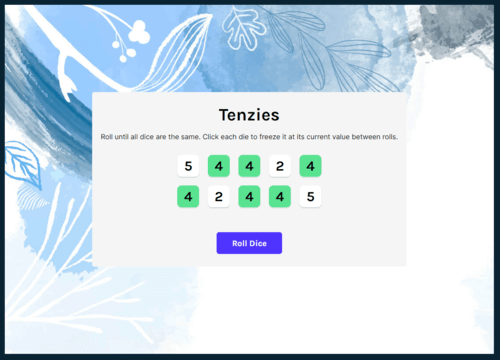 Tenzies
Roll until all dice are the same. Click each die to freeze it at its current value between rolls.
5 4 4 2 4
4 2 4 4 5
Roll Dice